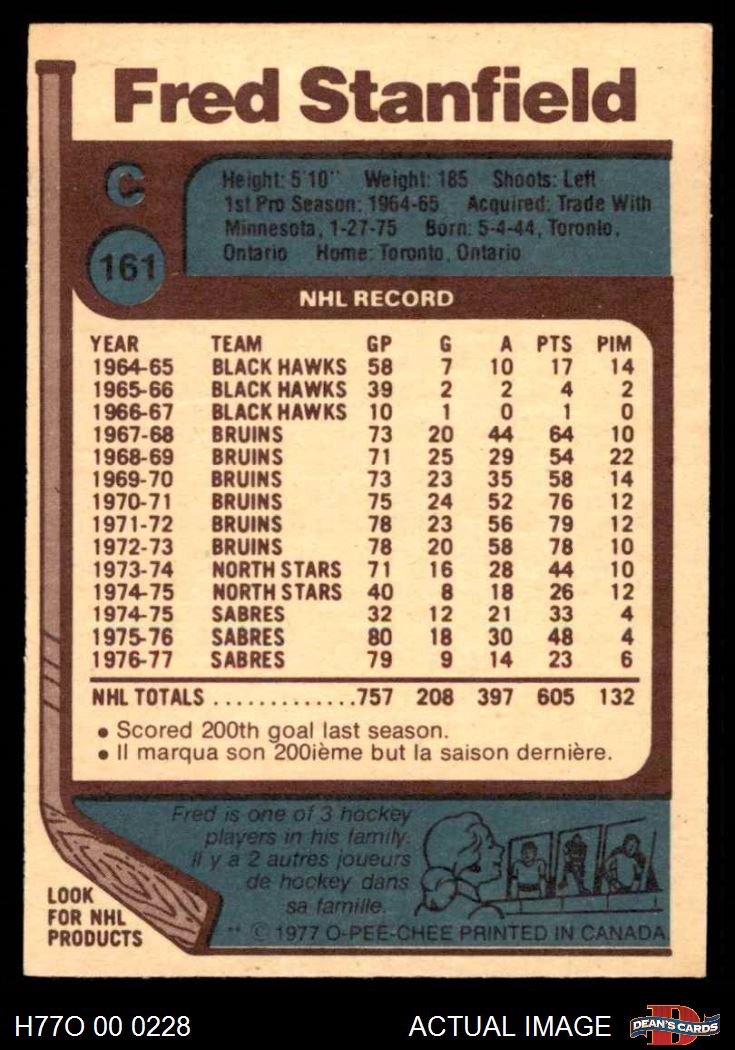 Fred Stanfield
C
161
Height: 5'10" Weight: 185 Shoots: Left
1st Pro Season: 1964-65 Acquired: Trade With
Minnesota, 1-27-75 Born: 5-4-44, Toronto,
Ontario Home: Toronto, Ontario
NHL RECORD
YEAR TEAM GP G A PTS PIM
1964-65 BLACK HAWKS 58 7 10 17 14
1965-66 BLACK HAWKS 39 2 2 4 2
1966-67 BLACK HAWKS 10 1 0 1 0
1967-68 BRUINS 73 20 44 64 10
1968-69 BRUINS 71 25 29 54 22
1969-70 BRUINS 73 23 35 58 14
1970-71 BRUINS 75 24 52 76 12
1971-72 BRUINS 78 23 56 79 12
1972-73 BRUINS 78 20 58 78 10
1973-74 NORTH STARS 71 16 28 44 10
1974-75 NORTH STARS 40 8 18 26 12
1974-75 SABRES 32 12 21 33 4
1975-76 SABRES 80 18 30 48 4
1976-77 SABRES 79 9 14 23 6
NHL TOTALS .............757 208 397 605 132
• Scored 200th goal last season.
• Il marqua son 200ième but la saison dernière.
Fred is one of 3 hockey
players in his family.
Il y a 2 autres joueurs
de hockey dans
sa famille.
LOOK
FOR NHL
PRODUCTS
** © 1977 O-PEE-CHEE PRINTED IN CANADA
H77O 00 0228
ACTUAL IMAGE
D
DEAN'S CARDS